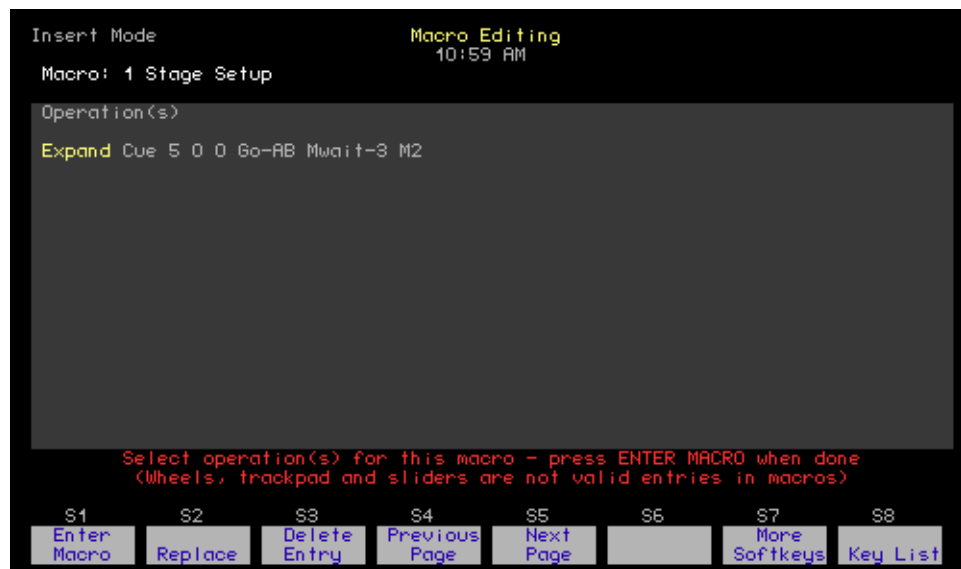 Insert Mode Macro Editing
10:59 AM
Macro: 1 Stage Setup
Operation(s)
Expand Cue 5 0 0 Go-AB Mwait-3 M2
Select operation(s) for this macro - press ENTER MACRO when done
(Wheels, trackpad and sliders are not valid entries in macros)
S1 S2 S3 S4 S5 S6 S7 S8
Enter Delete Previous Next More
Macro Replace Entry Page Page Softkeys Key List